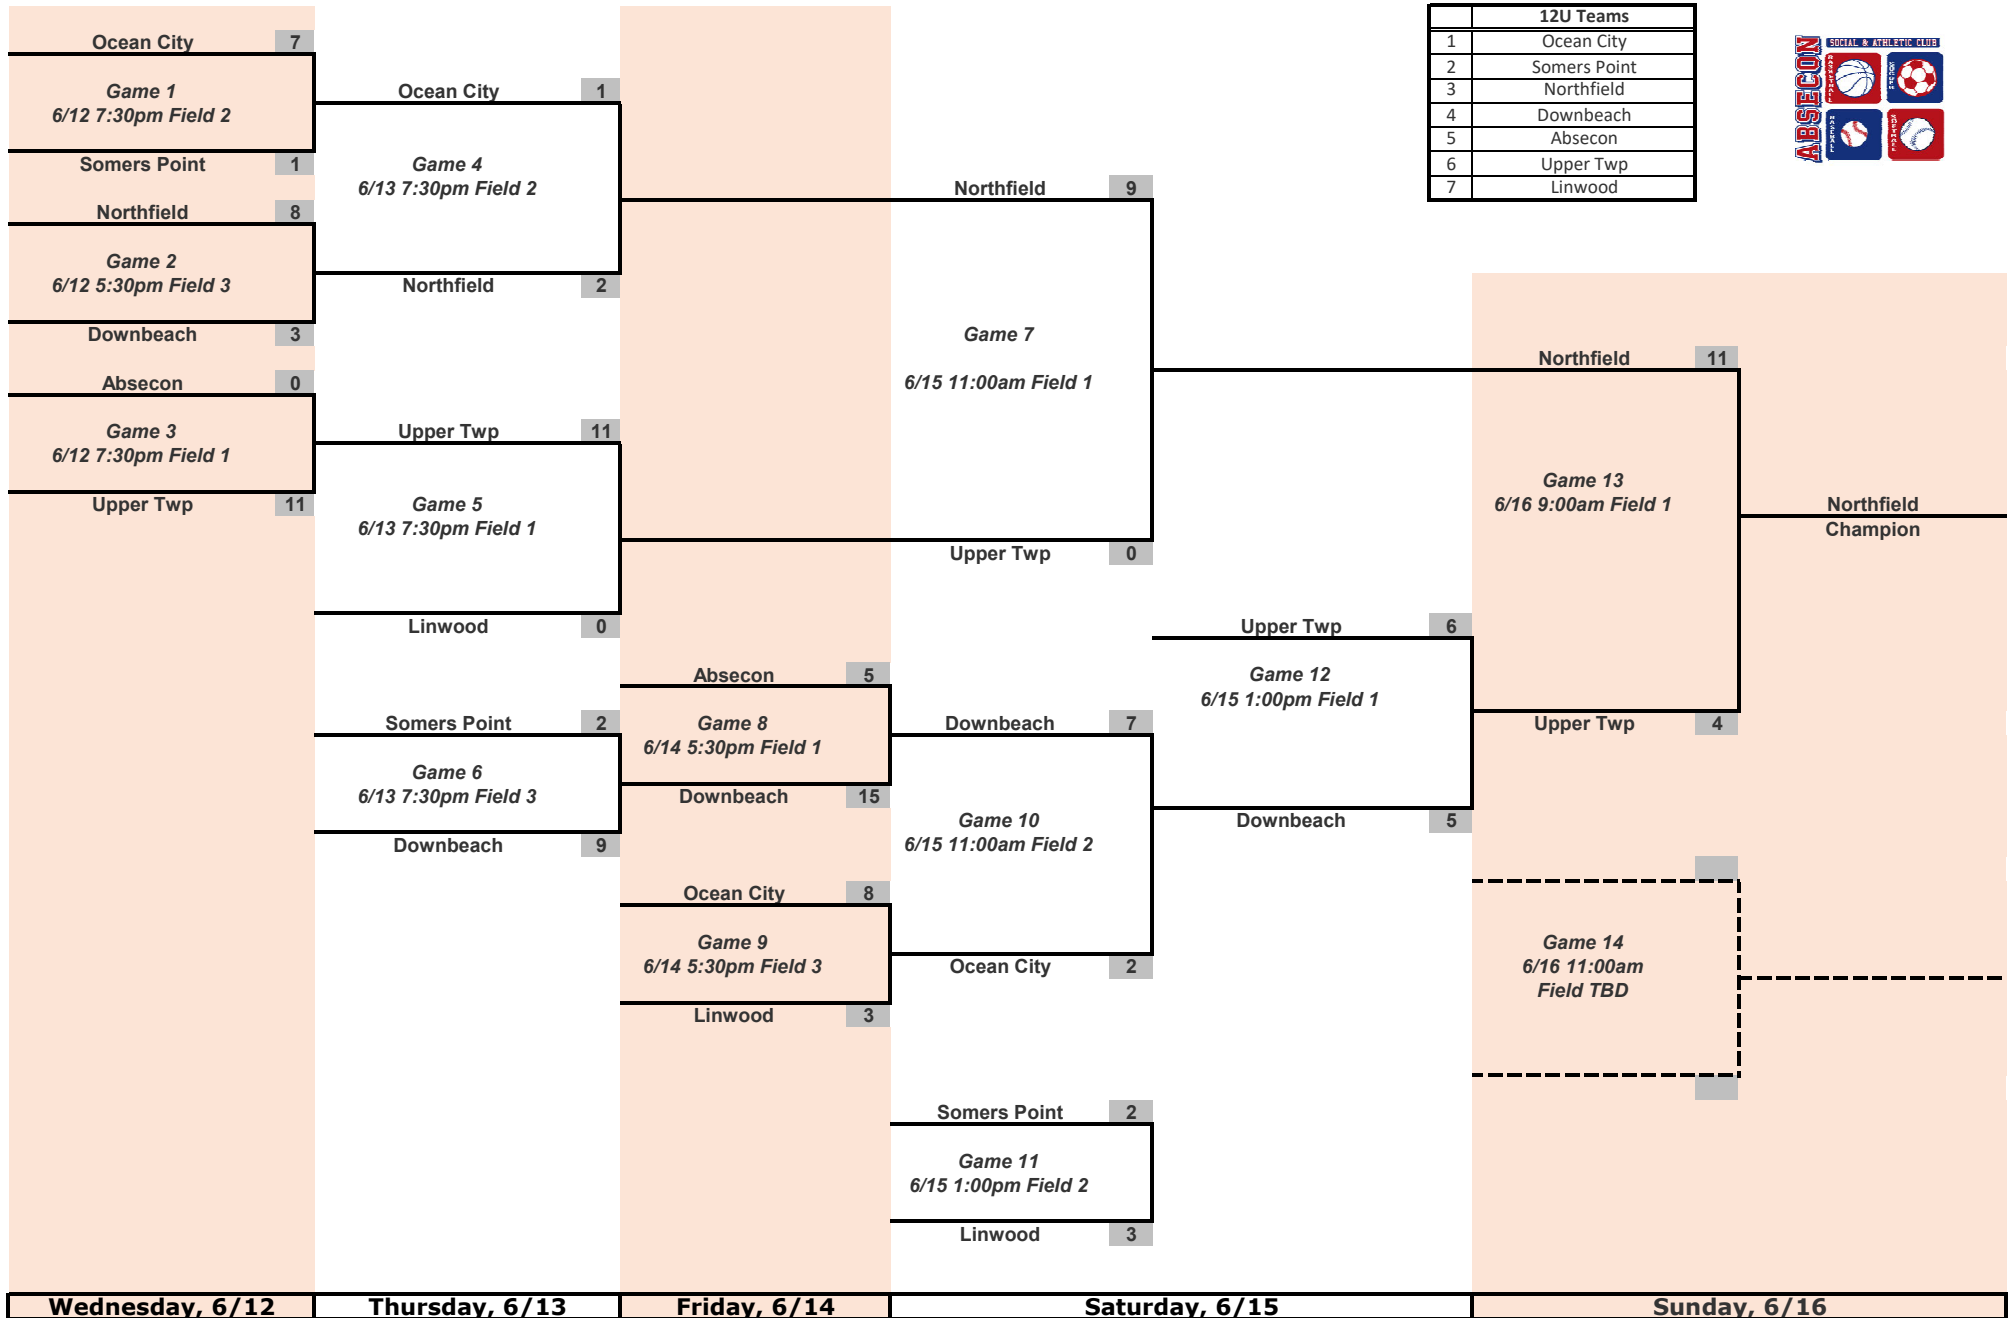 12U Teams
1 Ocean City
2 Somers Point
3 Northfield
4 Downbeach
5 Absecon
6 Upper Twp
7 Linwood
ABSECON
SOCIAL & ATHLETIC CLUB
BASKETBALL
SOCCER
BASEBALL
SOFTBALL
Ocean City 7
Game 1
6/12 7:30pm Field 2
Somers Point 1
Northfield 8
Game 2
6/12 5:30pm Field 3
Downbeach 3
Absecon 0
Game 3
6/12 7:30pm Field 1
Upper Twp 11
Ocean City 1
Game 4
6/13 7:30pm Field 2
Northfield 2
Upper Twp 11
Game 5
6/13 7:30pm Field 1
Linwood 0
Somers Point 2
Game 6
6/13 7:30pm Field 3
Downbeach 9
Absecon 5
Game 8
6/14 5:30pm Field 1
Downbeach 15
Ocean City 8
Game 9
6/14 5:30pm Field 3
Linwood 3
Northfield 9
Game 7
6/15 11:00am Field 1
Upper Twp 0
Downbeach 7
Game 10
6/15 11:00am Field 2
Ocean City 2
Somers Point 2
Game 11
6/15 1:00pm Field 2
Linwood 3
Upper Twp 6
Game 12
6/15 1:00pm Field 1
Downbeach 5
Northfield 11
Game 13
6/16 9:00am Field 1
Upper Twp 4
Northfield
Champion
Game 14
6/16 11:00am
Field TBD
Wednesday, 6/12
Thursday, 6/13
Friday, 6/14
Saturday, 6/15
Sunday, 6/16